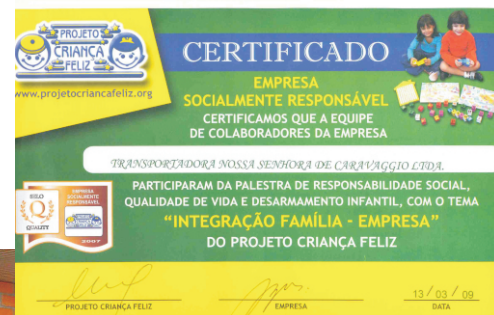 PROJETO
CRIANÇA
FELIZ
www.projetocriancafeliz.org
CERTIFICADO
EMPRESA
SOCIALMENTE RESPONSÁVEL
CERTIFICAMOS QUE A EQUIPE
DE COLABORADORES DA EMPRESA
TRANSPORTADORA NOSSA SENHORA DE CARAVAGGIO LTDA.
PARTICIPARAM DA PALESTRA DE RESPONSABILIDADE SOCIAL,
QUALIDADE DE VIDA E DESARMAMENTO INFANTIL, COM O TEMA
"INTEGRAÇÃO FAMÍLIA - EMPRESA"
DO PROJETO CRIANÇA FELIZ
SELO
Q
QUALITY
EMPRESA
SOCIALMENTE
RESPONSÁVEL
2007
13 / 03 / 09
PROJETO CRIANÇA FELIZ
EMPRESA
DATA